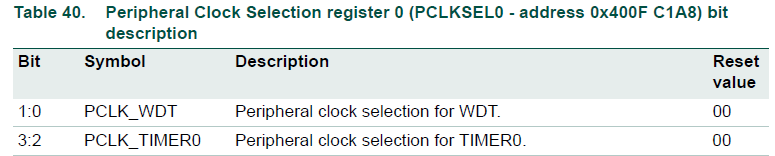 Table 40. Peripheral Clock Selection register 0 (PCLKSEL0 - address 0x400F C1A8) bit
description
Bit Symbol Description Reset
value
1:0 PCLK_WDT Peripheral clock selection for WDT. 00
3:2 PCLK_TIMER0 Peripheral clock selection for TIMER0. 00